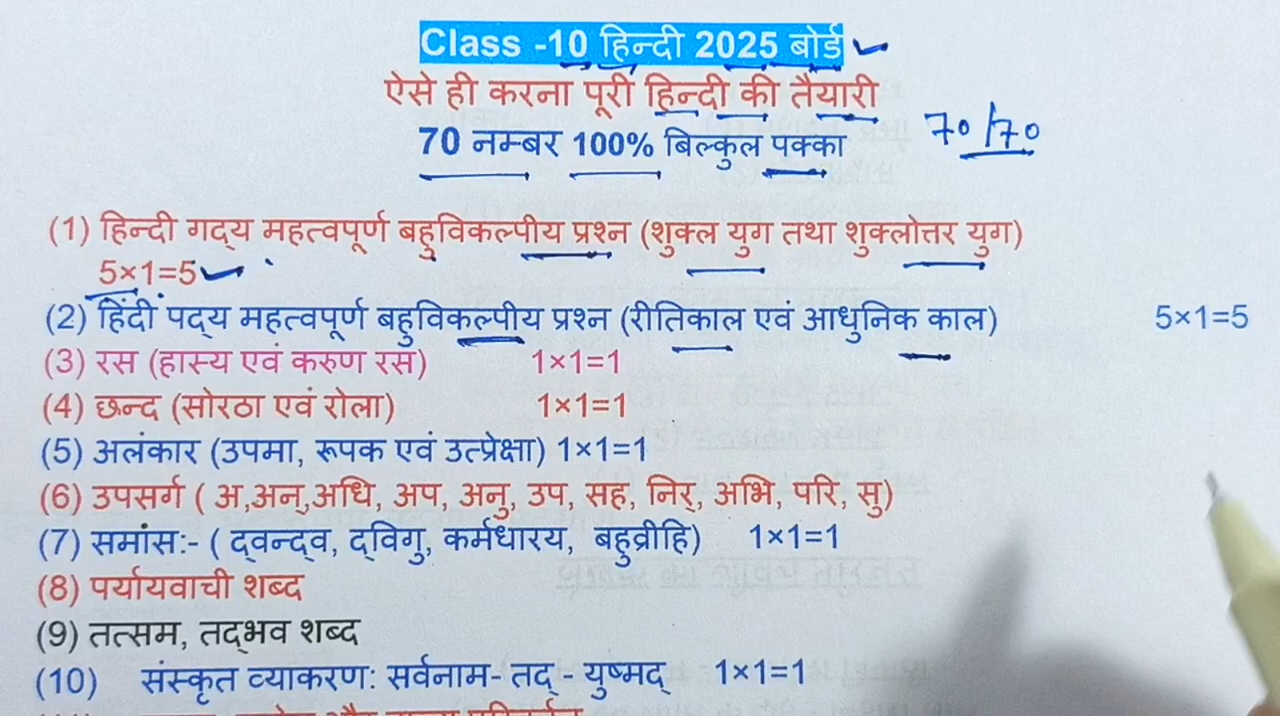 Class -10 हिन्दी 2025 बोर्ड
ऐसे ही करना पूरी हिन्दी की तैयारी
70 नम्बर 100% बिल्कुल पक्का 70/70
(1) हिन्दी गद्य महत्वपूर्ण बहुविकल्पीय प्रश्न (शुक्ल युग तथा शुक्लोत्तर युग)
5×1=5
(2) हिंदी पद्य महत्वपूर्ण बहुविकल्पीय प्रश्न (रीतिकाल एवं आधुनिक काल) 5×1=5
(3) रस (हास्य एवं करुण रस) 1×1=1
(4) छन्द (सोरठा एवं रोला) 1×1=1
(5) अलंकार (उपमा, रूपक एवं उत्प्रेक्षा) 1×1=1
(6) उपसर्ग ( अ,अन्,अधि, अप, अनु, उप, सह, निर्, अभि, परि, सु)
(7) समांस:- ( द्वन्द्व, द्विगु, कर्मधारय, बहुव्रीहि) 1×1=1
(8) पर्यायवाची शब्द
(9) तत्सम, तद्भव शब्द
(10) संस्कृत व्याकरण: सर्वनाम- तद् - युष्मद् 1×1=1